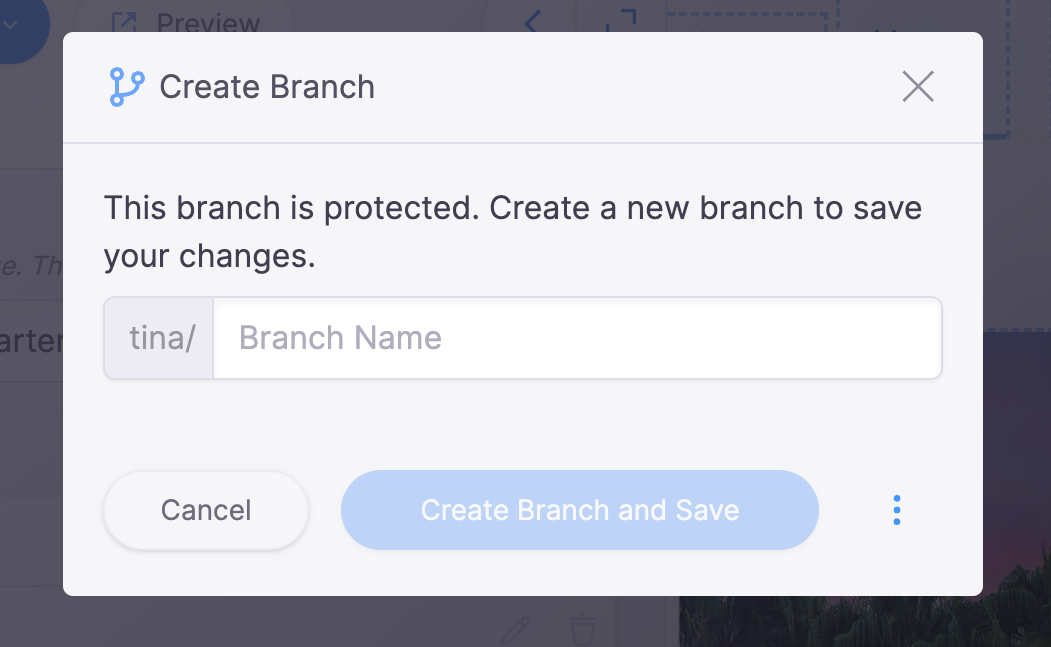 Preview
Create Branch
This branch is protected. Create a new branch to save
your changes.
e. Th
arter
tina/ Branch Name
Cancel Create Branch and Save